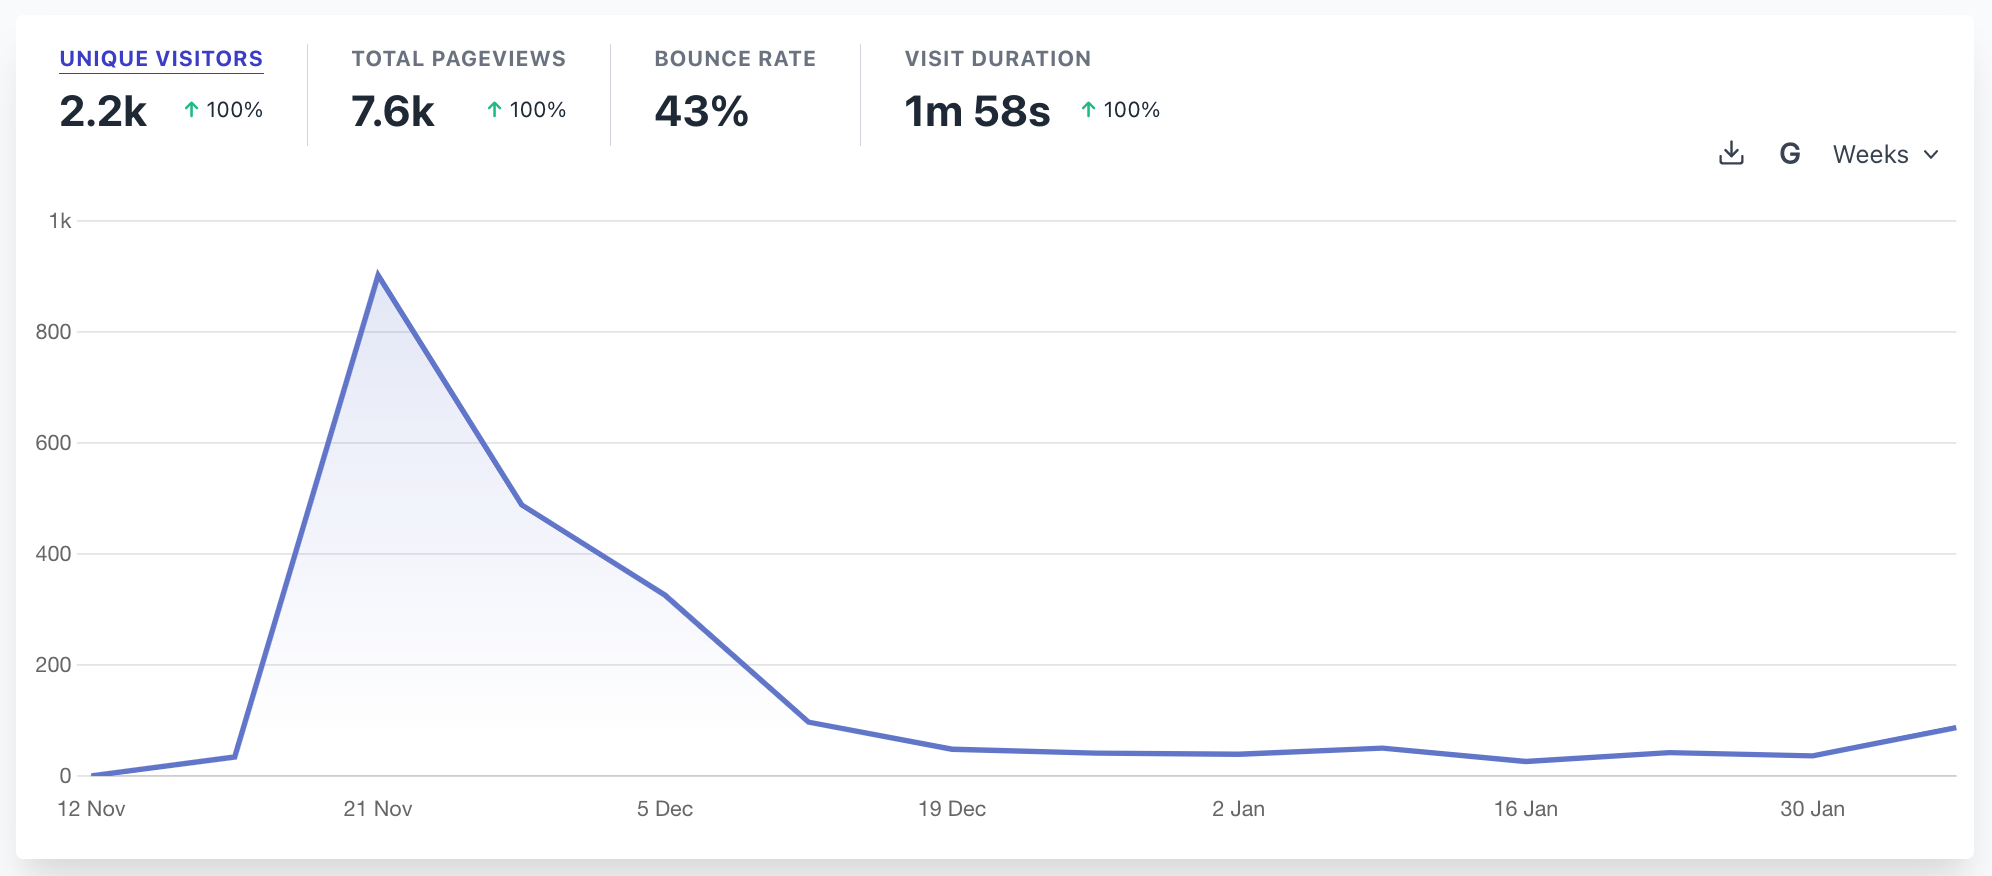 UNIQUE VISITORS
2.2k ↑ 100%
TOTAL PAGEVIEWS
7.6k ↑ 100%
BOUNCE RATE
43%
VISIT DURATION
1m 58s ↑ 100%
G Weeks
1k
800
600
400
200
0
12 Nov 21 Nov 5 Dec 19 Dec 2 Jan 16 Jan 30 Jan